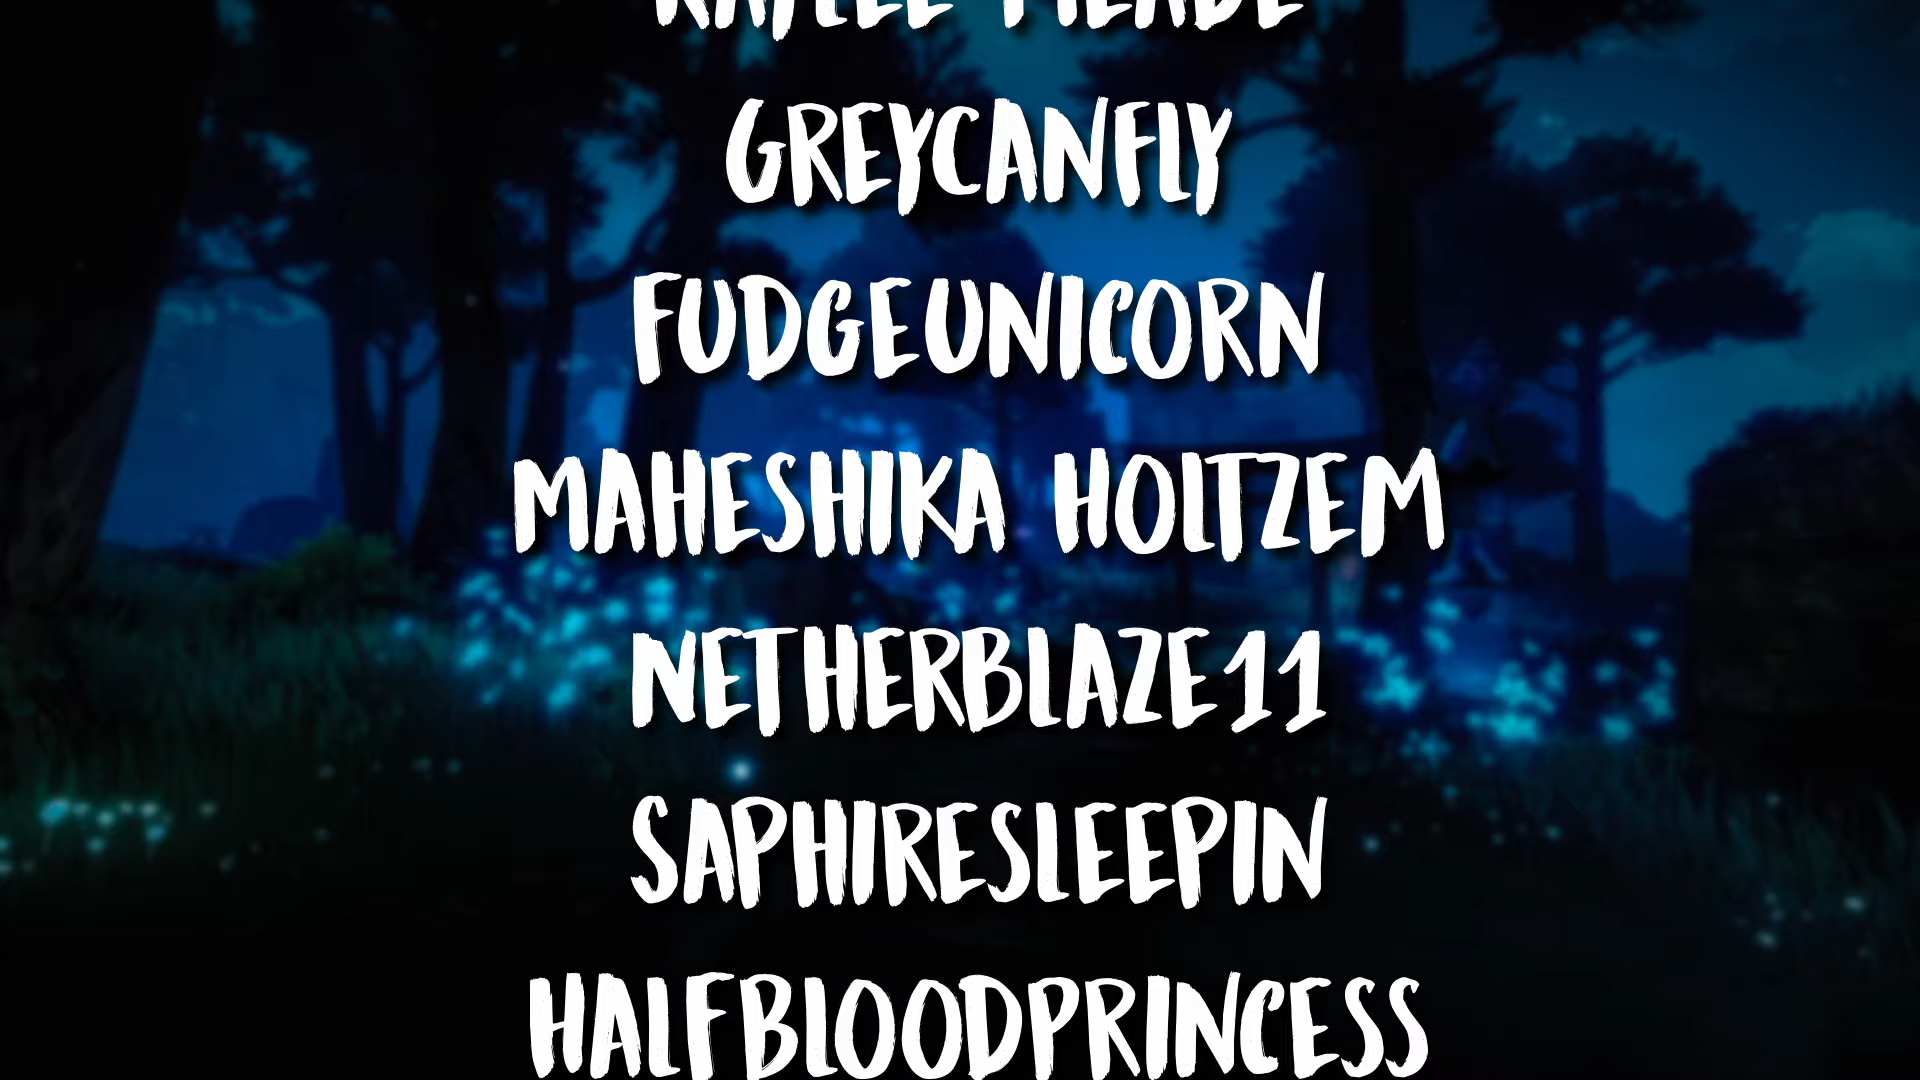 GREYCANFLY
FUDGEUNICORN
MAHESHIKA HOLTZEM
NETHERBLAZE11
SAPHIRESLEEPIN
HALFBLOODPRINCESS